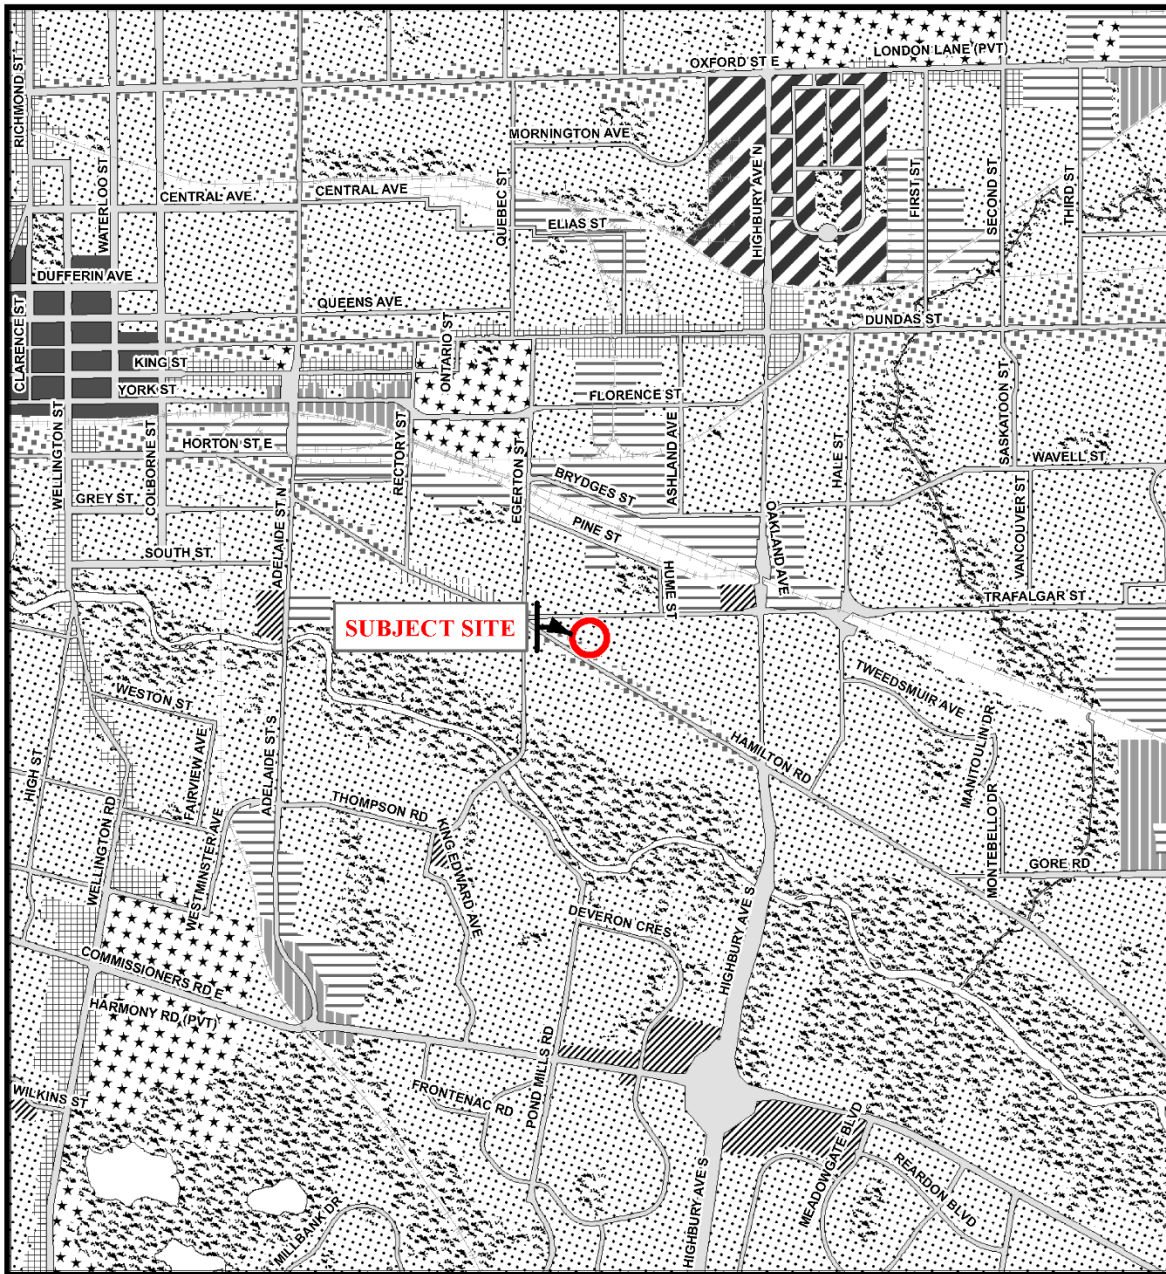 LONDON LANE (PVT)
OXFORD ST E
RICHMOND ST
MORNINGTON AVE
WATERLOO ST
CENTRAL AVE
CENTRAL AVE
QUEBEC ST
ELIAS ST
HIGHBURY AVE N
FIRST ST
SECOND ST
THIRD ST
DUFFERIN AVE
QUEENS AVE
DUNDAS ST
CLARENCE ST
KING ST
ONTARIO ST
YORK ST
FLORENCE ST
WELLINGTON ST
COLBORNE ST
HORTON ST E
RECTORY ST
EGERTON ST
ASHLAND AVE
HALE ST
SASKATOON ST
WAVELL ST
BRYDGES ST
GREY ST
PINE ST
OAKLAND AVE
VANCOUVER ST
ADELAIDE ST N
SOUTH ST
HUME ST
TRAFALGAR ST
SUBJECT SITE
WESTON ST
TWEEDSMUIR AVE
HIGH ST
FAIRVIEW AVE
ADELAIDE ST S
HAMILTON RD
MANITOULIN DR
THOMPSON RD
WELLINGTON RD
WESTMINSTER AVE
KING EDWARD AVE
MONTEBELLO DR
GORE RD
DEVERON CRES
HIGHBURY AVE S
COMMISSIONERS RD E
HARMONY RD (PVT)
WILKINS ST
FRONTENAC RD
POND MILLS RD
MEADOWGATE BLVD
REARDON BLVD
MILLBANK DR
HIGHBURY AVE S